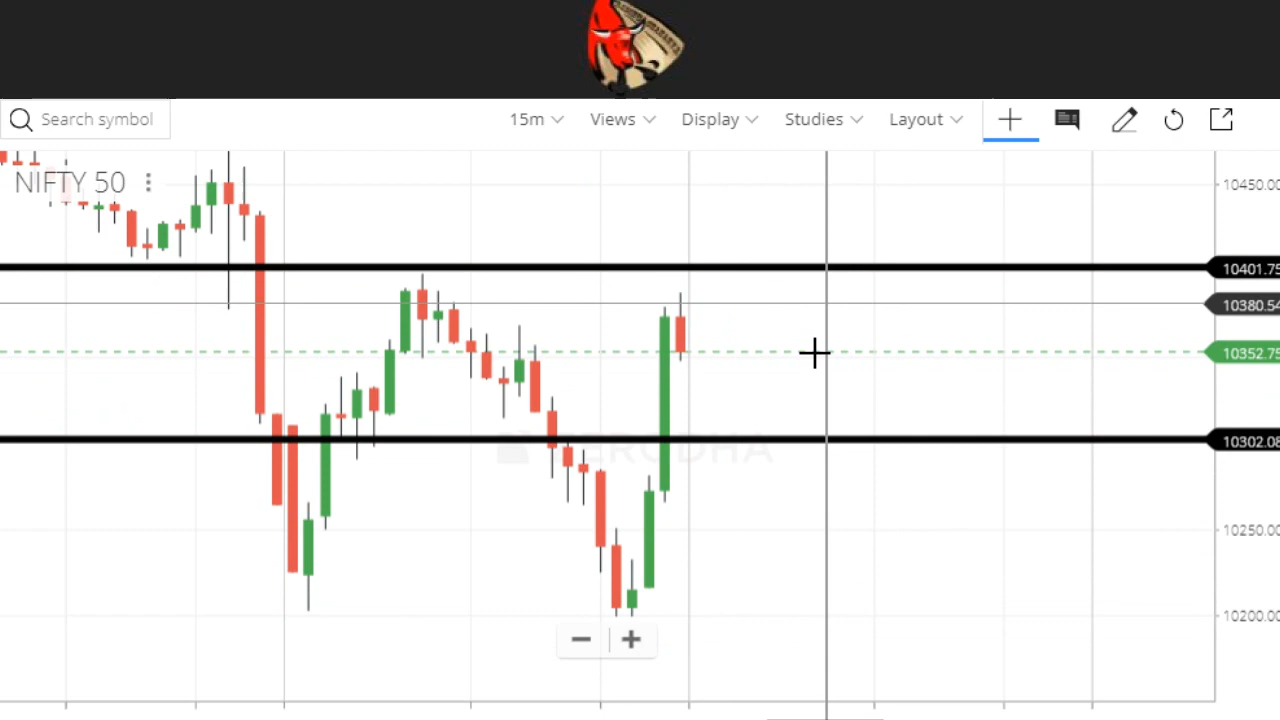 Search symbol
15m Views Display Studies Layout
NIFTY 50
10450.00
10401.75
10380.54
10352.75
10302.08
ZERODHA
10250.00
10200.00